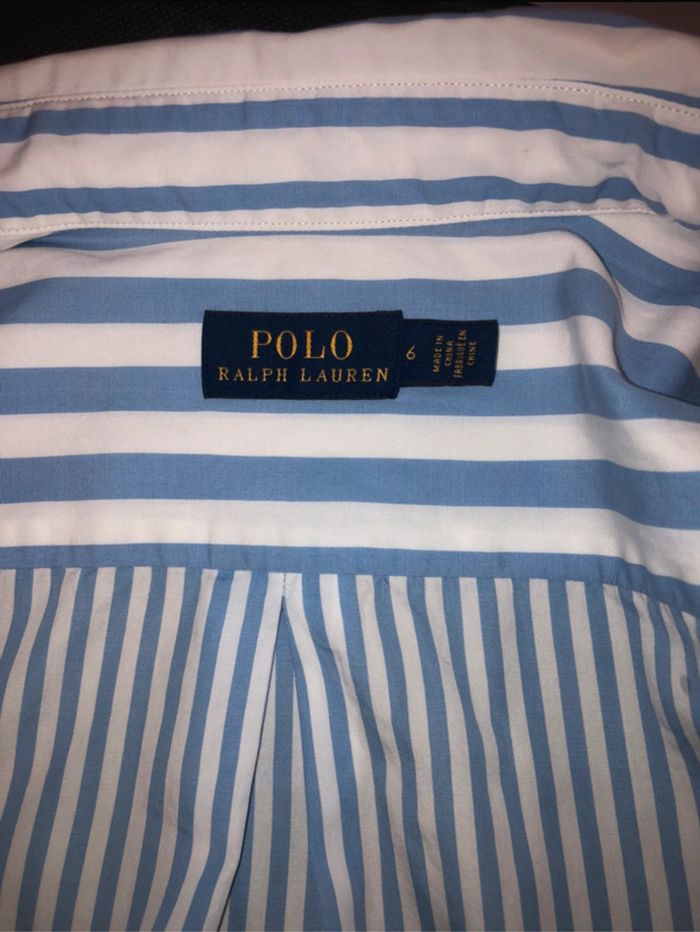 POLO
RALPH LAUREN
6
MADE IN
CHINA
FABRIQUÉ EN
CHINE